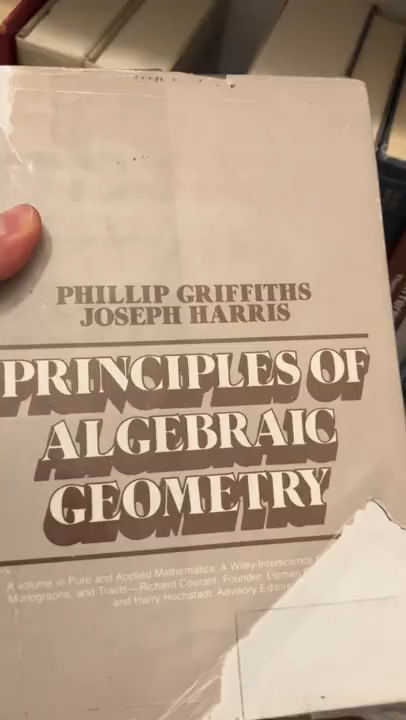 PHILLIP GRIFFITHS
JOSEPH HARRIS
PRINCIPLES OF
ALGEBRAIC
GEOMETRY
A volume in Pure and Applied Mathematics: A Wiley-Interscience
Monographs, and Tracts—Richard Courant, Founder, Lipman
and Harry Hochstadt, Advisory Editors